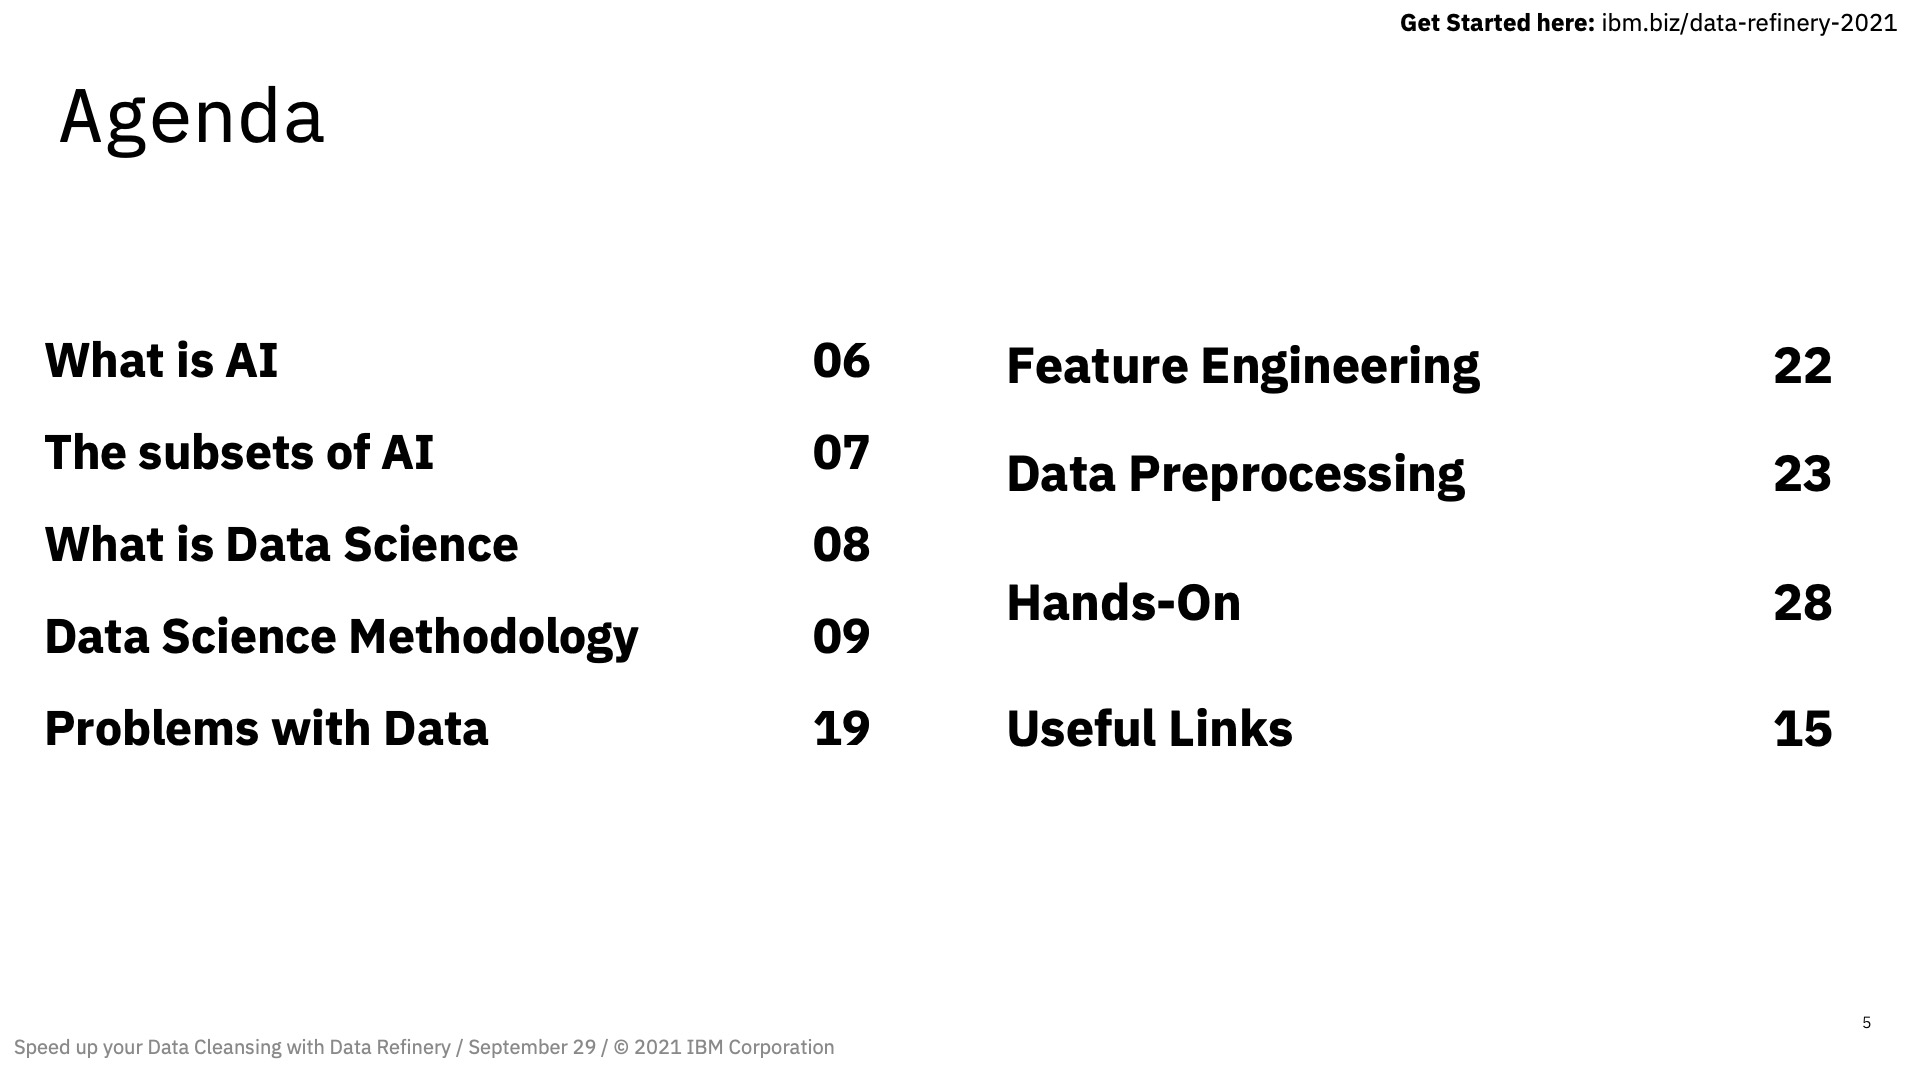 Get Started here: ibm.biz/data-refinery-2021
Agenda
What is AI 06
The subsets of AI 07
What is Data Science 08
Data Science Methodology 09
Problems with Data 19
Feature Engineering 22
Data Preprocessing 23
Hands-On 28
Useful Links 15
5
Speed up your Data Cleansing with Data Refinery / September 29 / © 2021 IBM Corporation